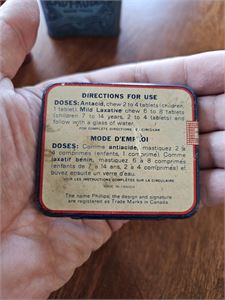 DIRECTIONS FOR USE
DOSES: Antacid, chew 2 to 4 tablets (children,
1 tablet). Mild Laxative chew 6 to 8 tablets
(children 7 to 14 years, 2 to 4 tablets) and
follow with a glass of water.
FOR COMPLETE DIRECTIONS CIRCULAR
MODE D'EMPLOI
DOSES: Comme antiacide, mastiquez 2 à
4 comprimés (enfants, 1 comprimé). Comme
laxatif bénin, mastiquez 6 à 8 comprimés
(enfants de 7 à 14 ans, 2 à 4 comprimés) et
buvez ensuite un verre d'eau.
VOIR LES INSTRUCTIONS COMPLÈTES SUR LA CIRCULAIRE
MADE IN CANADA
The name Phillips, the design and signature
are registered as Trade Marks in Canada.